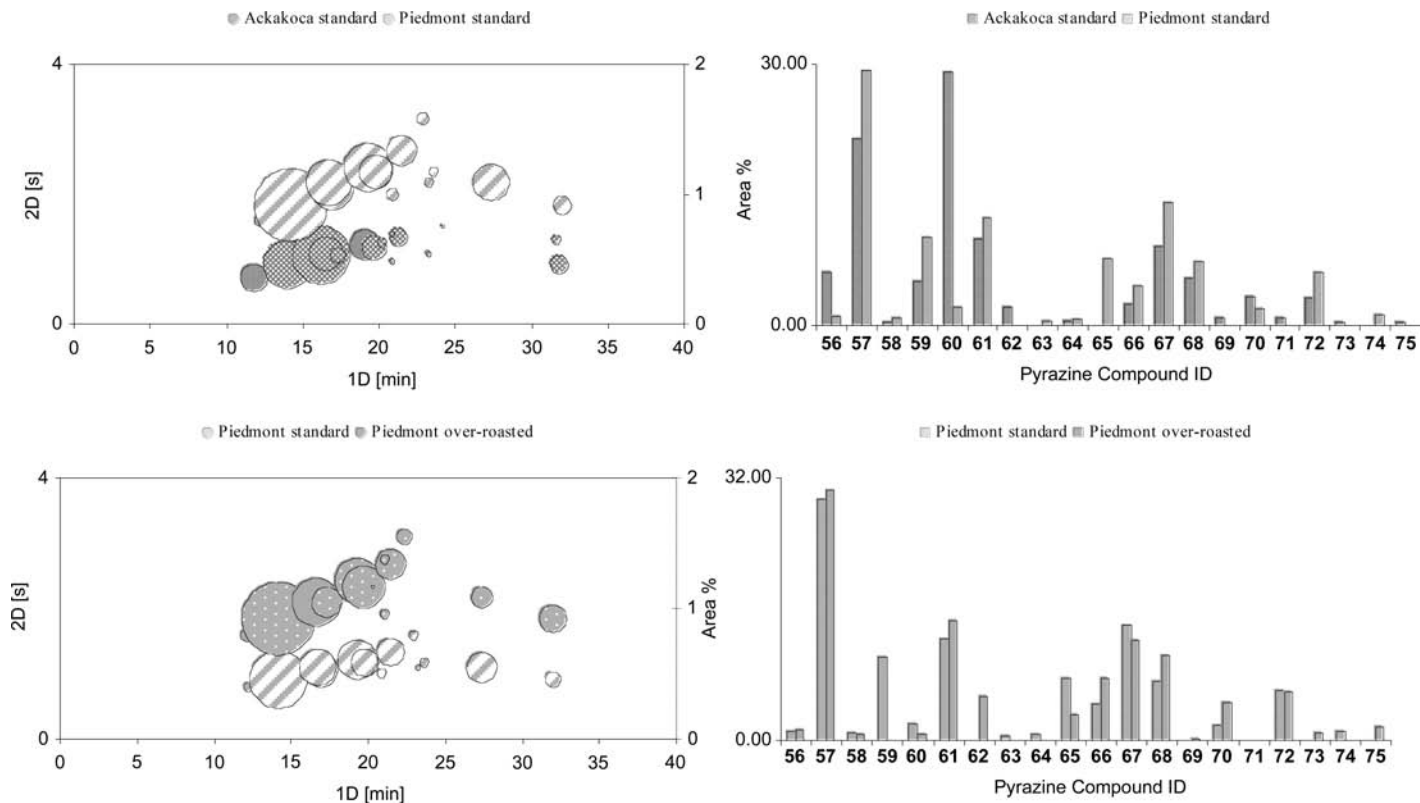 Ackakoca standard Piedmont standard
4 2
2D [s]
1
0 0
0 5 10 15 20 25 30 35 40
1D [min]
Ackakoca standard Piedmont standard
30.00
Area %
0.00
56 57 58 59 60 61 62 63 64 65 66 67 68 69 70 71 72 73 74 75
Pyrazine Compound ID
Piedmont standard Piedmont over-roasted
4 2
2D [s]
1
0 0
0 5 10 15 20 25 30 35 40
1D [min]
Piedmont standard Piedmont over-roasted
32.00
Area %
0.00
56 57 58 59 60 61 62 63 64 65 66 67 68 69 70 71 72 73 74 75
Pyrazine Compound ID